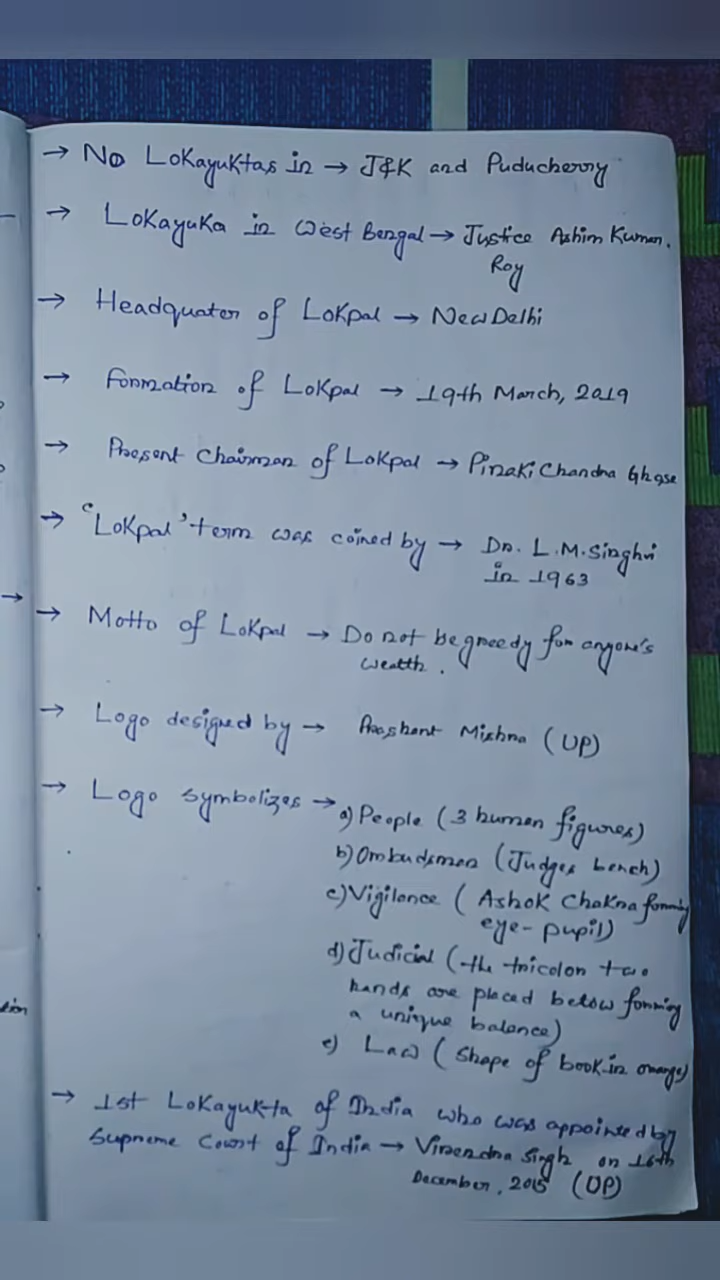 → No Lokayuktas in → J&K and Puducherry
→ Lokayuka in West Bengal → Justice Ashim Kumar.
Roy
→ Headquater of Lokpal → New Delhi
→ Formation of Lokpal → 19th March, 2019
→ Present Chairman of Lokpal → Pinaki Chandra Ghose
→ 'Lokpal' term was coined by → Dr. L.M. Singhvi
in 1963
→ Motto of Lokpal → Do not be greedy for anyone's
wealth.
→ Logo designed by → Prashant Mishra (UP)
→ Logo symbolizes → a) People (3 human figures)
b) Ombudsman (Judges bench)
c) Vigilance (Ashok Chakra forming
eye-pupil)
d) Judicial (the tricolor two
hands are placed below forming
a unique balance)
e) Law (Shape of book in orange)
→ 1st Lokayukta of India who was appointed by
Supreme Court of India → Virendra Singh on 16th
December, 2015 (UP)